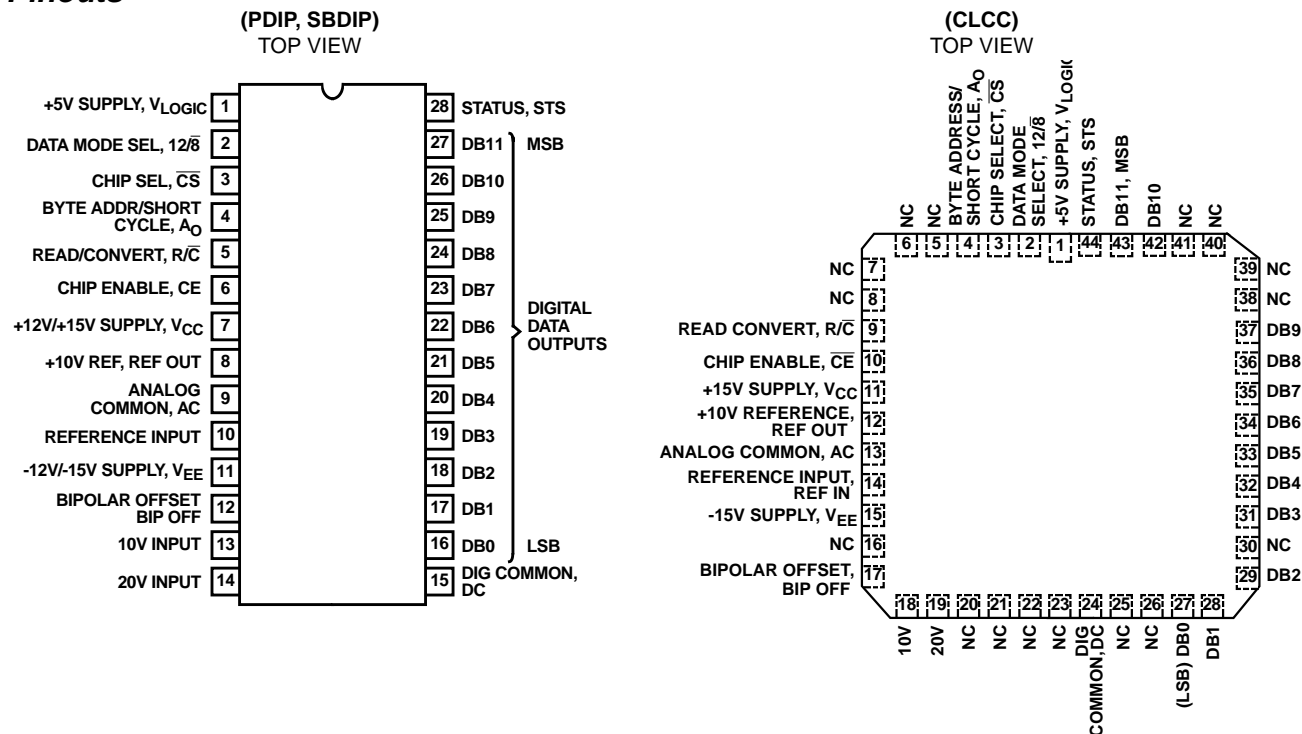 Pinouts
(PDIP, SBDIP)
TOP VIEW
+5V SUPPLY, VLOGIC 1
DATA MODE SEL, 12/8̅ 2
CHIP SEL, C̅S̅ 3
BYTE ADDR/SHORT
CYCLE, AO 4
READ/CONVERT, R/C̅ 5
CHIP ENABLE, CE 6
+12V/+15V SUPPLY, VCC 7
+10V REF, REF OUT 8
ANALOG
COMMON, AC 9
REFERENCE INPUT 10
-12V/-15V SUPPLY, VEE 11
BIPOLAR OFFSET
BIP OFF 12
10V INPUT 13
20V INPUT 14
28 STATUS, STS
27 DB11 MSB
26 DB10
25 DB9
24 DB8
23 DB7
22 DB6
21 DB5
20 DB4
19 DB3
18 DB2
17 DB1
16 DB0 LSB
15 DIG COMMON,
DC
DIGITAL
DATA
OUTPUTS
(CLCC)
TOP VIEW
NC 6
NC 5
BYTE ADDRESS/
SHORT CYCLE, AO 4
CHIP SELECT, C̅S̅ 3
DATA MODE
SELECT, 12/8̅ 2
+5V SUPPLY, VLOGI 1
STATUS, STS 44
DB11, MSB 43
DB10 42
NC 41
NC 40
NC 7
NC 8
READ CONVERT, R/C̅ 9
CHIP ENABLE, C̅E̅ 10
+15V SUPPLY, VCC 11
+10V REFERENCE,
REF OUT 12
ANALOG COMMON, AC 13
REFERENCE INPUT,
REF IN 14
-15V SUPPLY, VEE 15
NC 16
BIPOLAR OFFSET,
BIP OFF 17
39 NC
38 NC
37 DB9
36 DB8
35 DB7
34 DB6
33 DB5
32 DB4
31 DB3
30 NC
29 DB2
18 10V
19 20V
20 NC
21 NC
22 NC
23 NC
24 DIG
COMMON, DC
25 NC
26 NC
27 (LSB) DB0
28 DB1